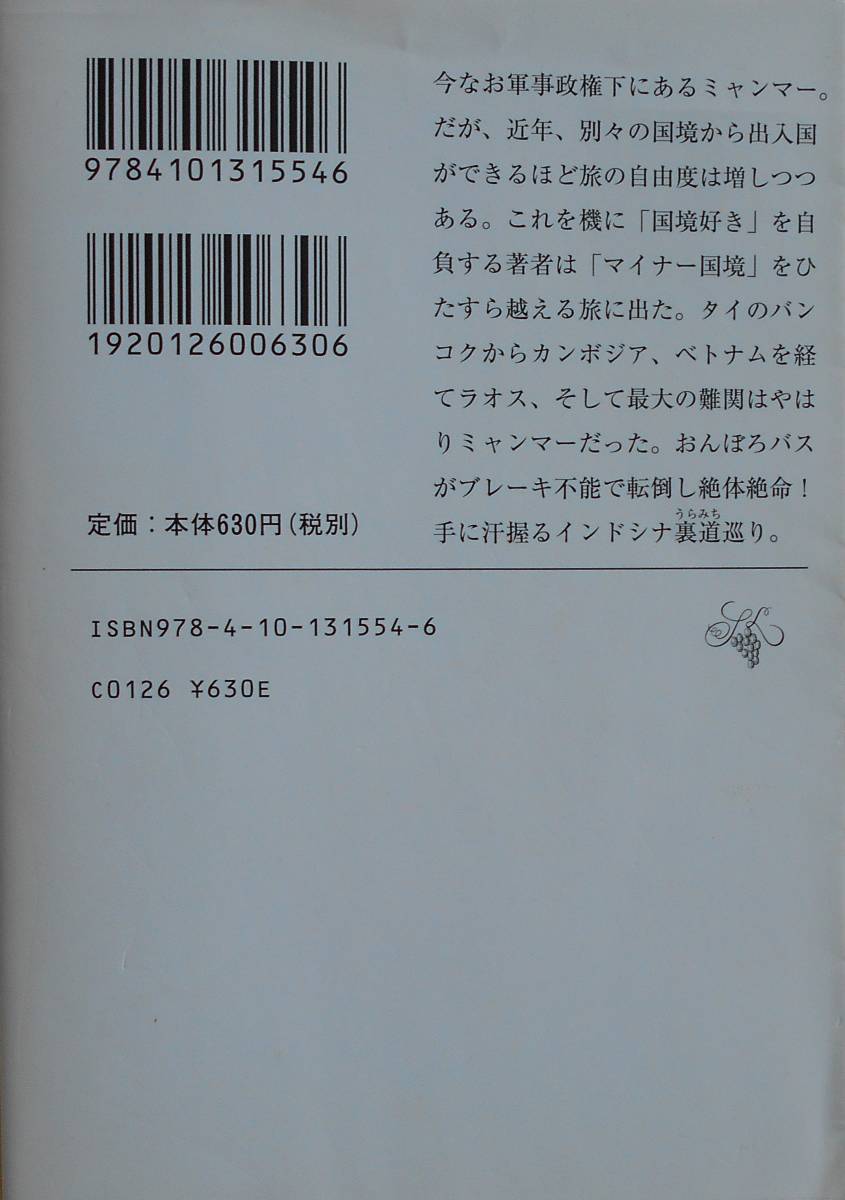 9784101315546
1920126006306
定価：本体630円（税別）
今なお軍事政権下にあるミャンマー。
だが、近年、別々の国境から出入国
ができるほど旅の自由度は増しつつ
ある。これを機に「国境好き」を自
負する著者は「マイナー国境」をひ
たすら越える旅に出た。タイのバン
コクからカンボジア、ベトナムを経
てラオス、そして最大の難関はやは
りミャンマーだった。おんぼろバス
がブレーキ不能で転倒し絶体絶命！
うらみち
手に汗握るインドシナ裏道巡り。
ISBN978-4-10-131554-6
C0126 ¥630E
SK